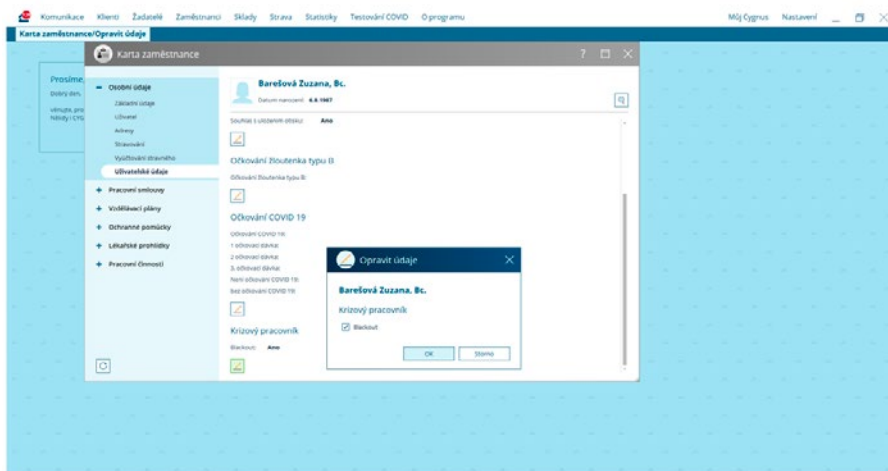 Komunikace Klienti Žadatelé Zaměstnanci Sklady Strava Statistiky Testování COVID O programu Můj Cygnus Nastavení
Karta zaměstnance/Opravit údaje
Karta zaměstnance
Prosíme,
Dobrý den,
Osobní údaje
Základní údaje
Uživatel
Adresy
Stravování
Vyúčtování stravného
Uživatelské údaje
Pracovní smlouvy
Vzdělávací plány
Ochranné pomůcky
Lékařské prohlídky
Pracovní činnosti
Barešová Zuzana, Bc.
Datum narození: 8.8.1987
Souhlas s uložením otisku: Ano
Očkování žloutenka typu B
Očkování žloutenka typu B:
Očkování COVID 19
Očkování COVID 19:
1 očkovací dávka:
2 očkovací dávka:
3. očkovací dávka:
Není očkování COVID 19:
bez očkování COVID 19:
Krizový pracovník
Blackout: Ano
Opravit údaje
Barešová Zuzana, Bc.
Krizový pracovník
Blackout
OK Storno